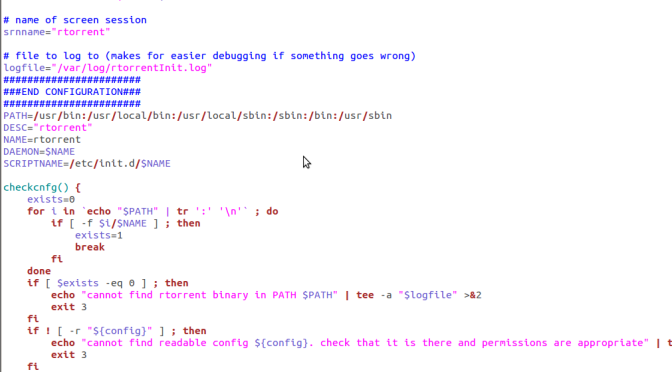 # name of screen session
srnname="rtorrent"
# file to log to (makes for easier debugging if something goes wrong)
logfile="/var/log/rtorrentInit.log"
#######################
###END CONFIGURATION###
#######################
PATH=/usr/bin:/usr/local/bin:/usr/local/sbin:/sbin:/bin:/usr/sbin
DESC="rtorrent"
NAME=rtorrent
DAEMON=$NAME
SCRIPTNAME=/etc/init.d/$NAME
checkcnfg() {
    exists=0
    for i in `echo "$PATH" | tr ':' '\n'` ; do
        if [ -f $i/$NAME ] ; then
            exists=1
            break
        fi
    done
    if [ $exists -eq 0 ] ; then
        echo "cannot find rtorrent binary in PATH $PATH" | tee -a "$logfile" >&2
        exit 3
    fi
    if ! [ -r "${config}" ] ; then
        echo "cannot find readable config ${config}. check that it is there and permissions are appropriate" | t
        exit 3
    fi